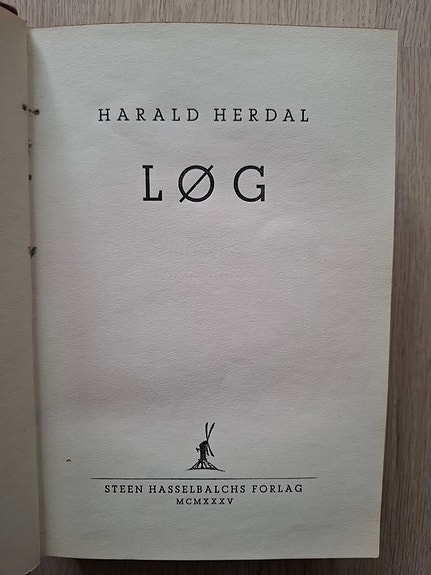 HARALD HERDAL
LØG
STEEN HASSELBALCHS FORLAG
MCMXXXV